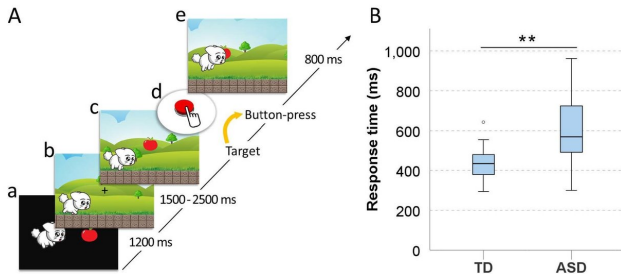 A
e
800 ms
d
Button-press
c
Target
b
1500-2500 ms
a
1200 ms
B
**
1,000
800
600
400
200
0
Response time (ms)
TD
ASD